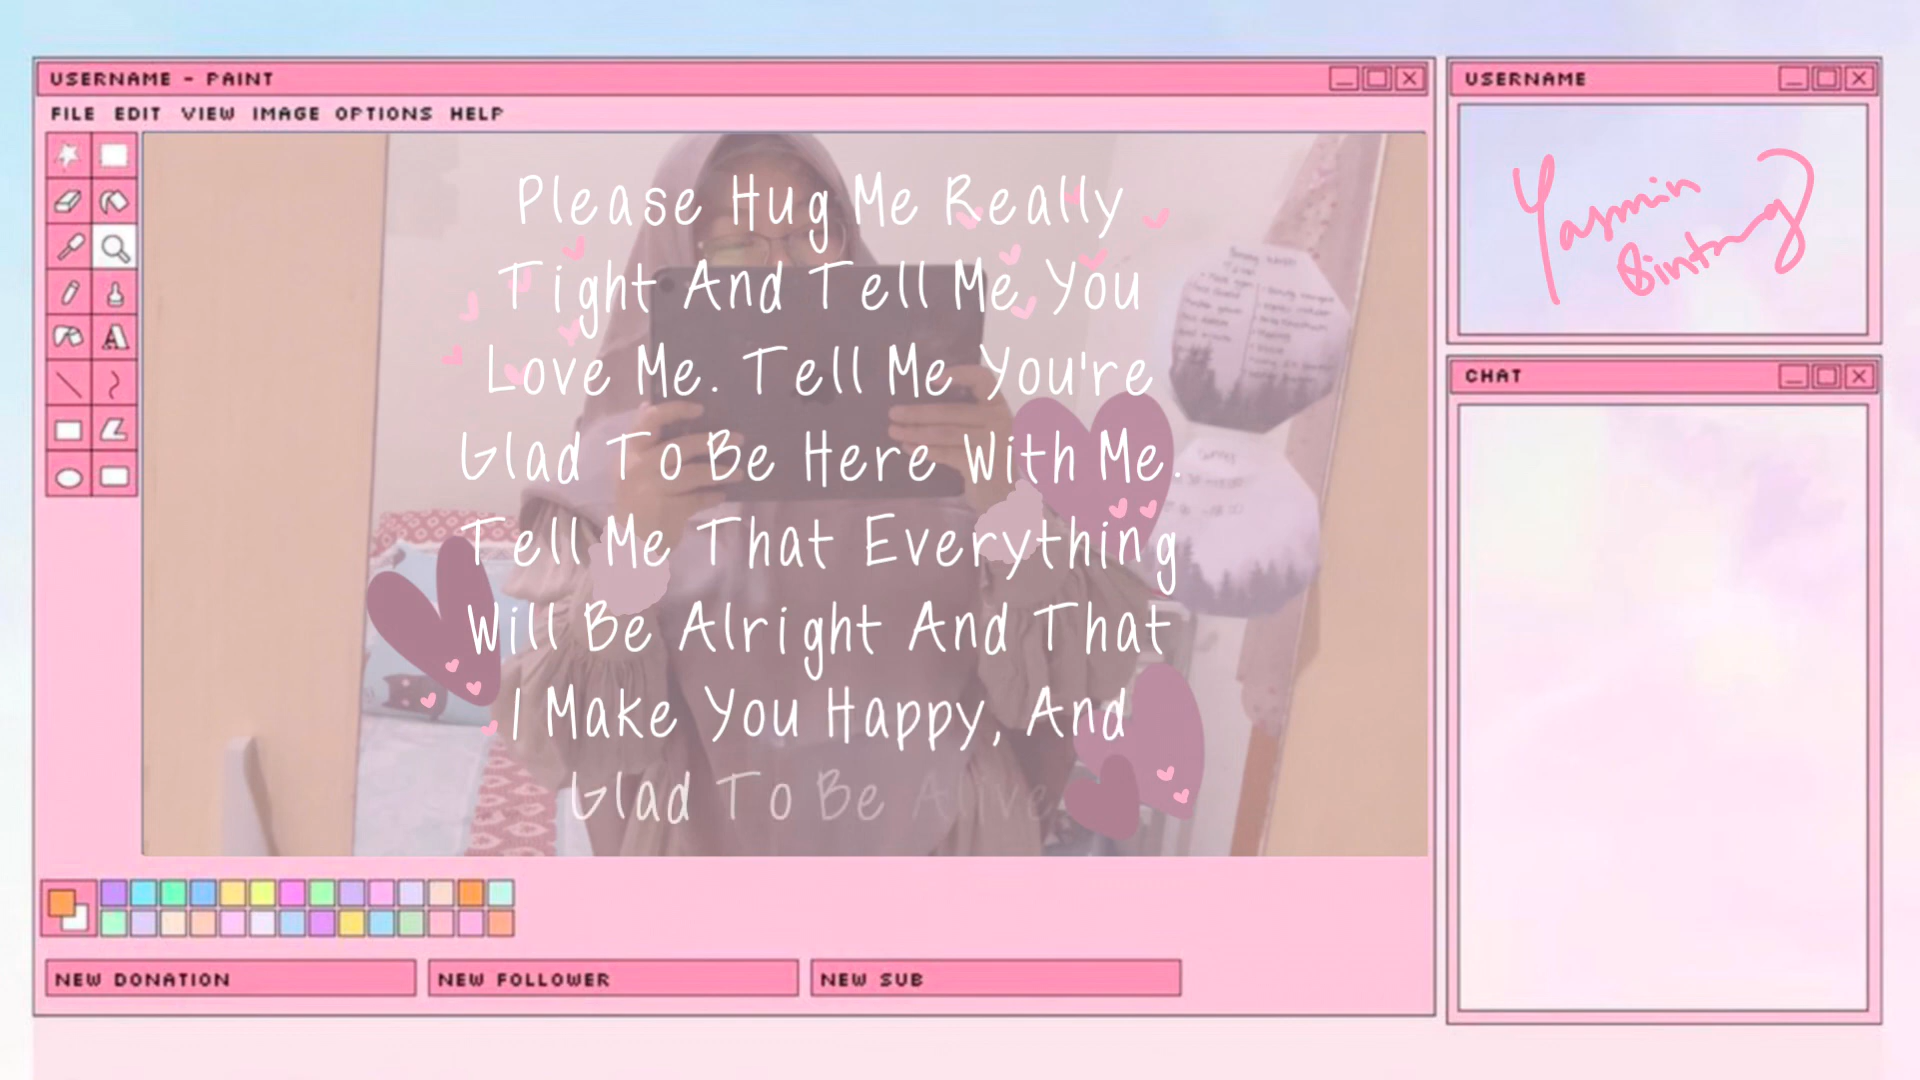 USERNAME - PAINT
FILE EDIT VIEW IMAGE OPTIONS HELP
Please Hug Me Really
Tight And Tell Me You
Love Me. Tell Me You're
Glad To Be Here With Me.
Tell Me That Everything
Will Be Alright And That
I Make You Happy, And
Glad To Be Alive
NEW DONATION
NEW FOLLOWER
NEW SUB
USERNAME
Yasmin
Bintang
CHAT